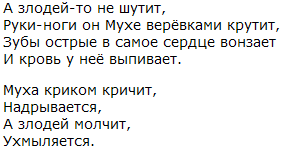 А злодей-то не шутит,
Руки-ноги он Мухе верёвками крутит,
Зубы острые в самое сердце вонзает
И кровь у неё выпивает.

Муха криком кричит,
Надрывается,
А злодей молчит,
Ухмыляется.